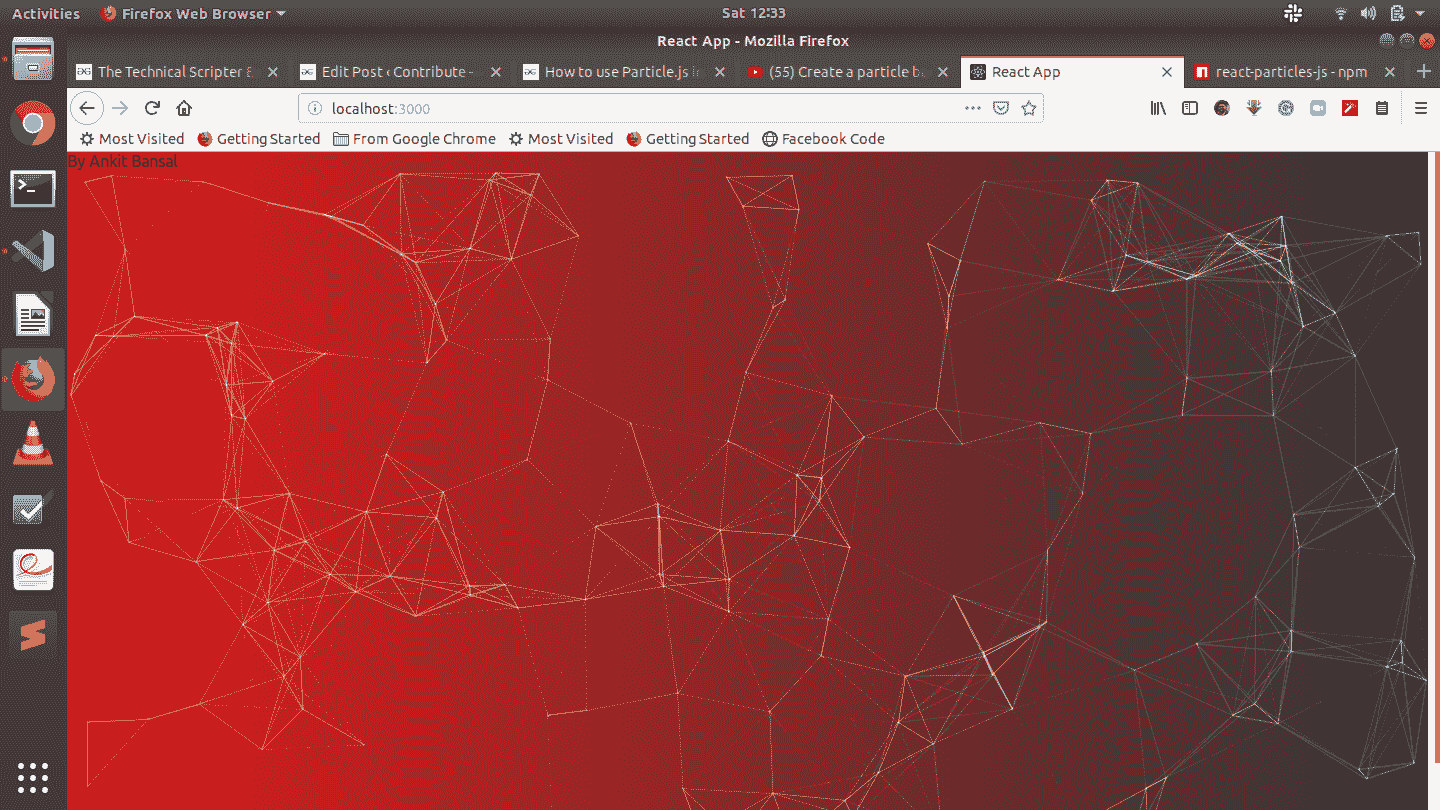 Activities Firefox Web Browser Sat 12:33
React App - Mozilla Firefox
The Technical Scripter Edit Post ‹ Contribute - How to use Particle.js (55) Create a particle React App react-particles-js - npm
localhost:3000
Most Visited Getting Started From Google Chrome Most Visited Getting Started Facebook Code
By Ankit Bansal